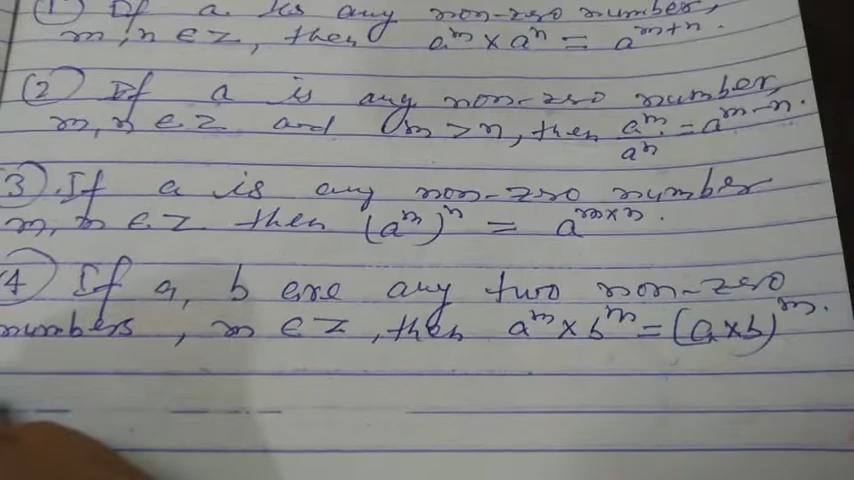 (1) If a is any non-zero number,
m, n ∈ Z, then a^m × a^n = a^{m+n}.
(2) If a is any non-zero number,
m, n ∈ Z and m > n, then a^m/a^n = a^{m-n}.
(3). If a is any non-zero number
m, n ∈ Z then (a^m)^n = a^{m×n}.
(4) If a, b are any two non-zero
numbers, m ∈ Z, then a^m × b^m = (a×b)^m.